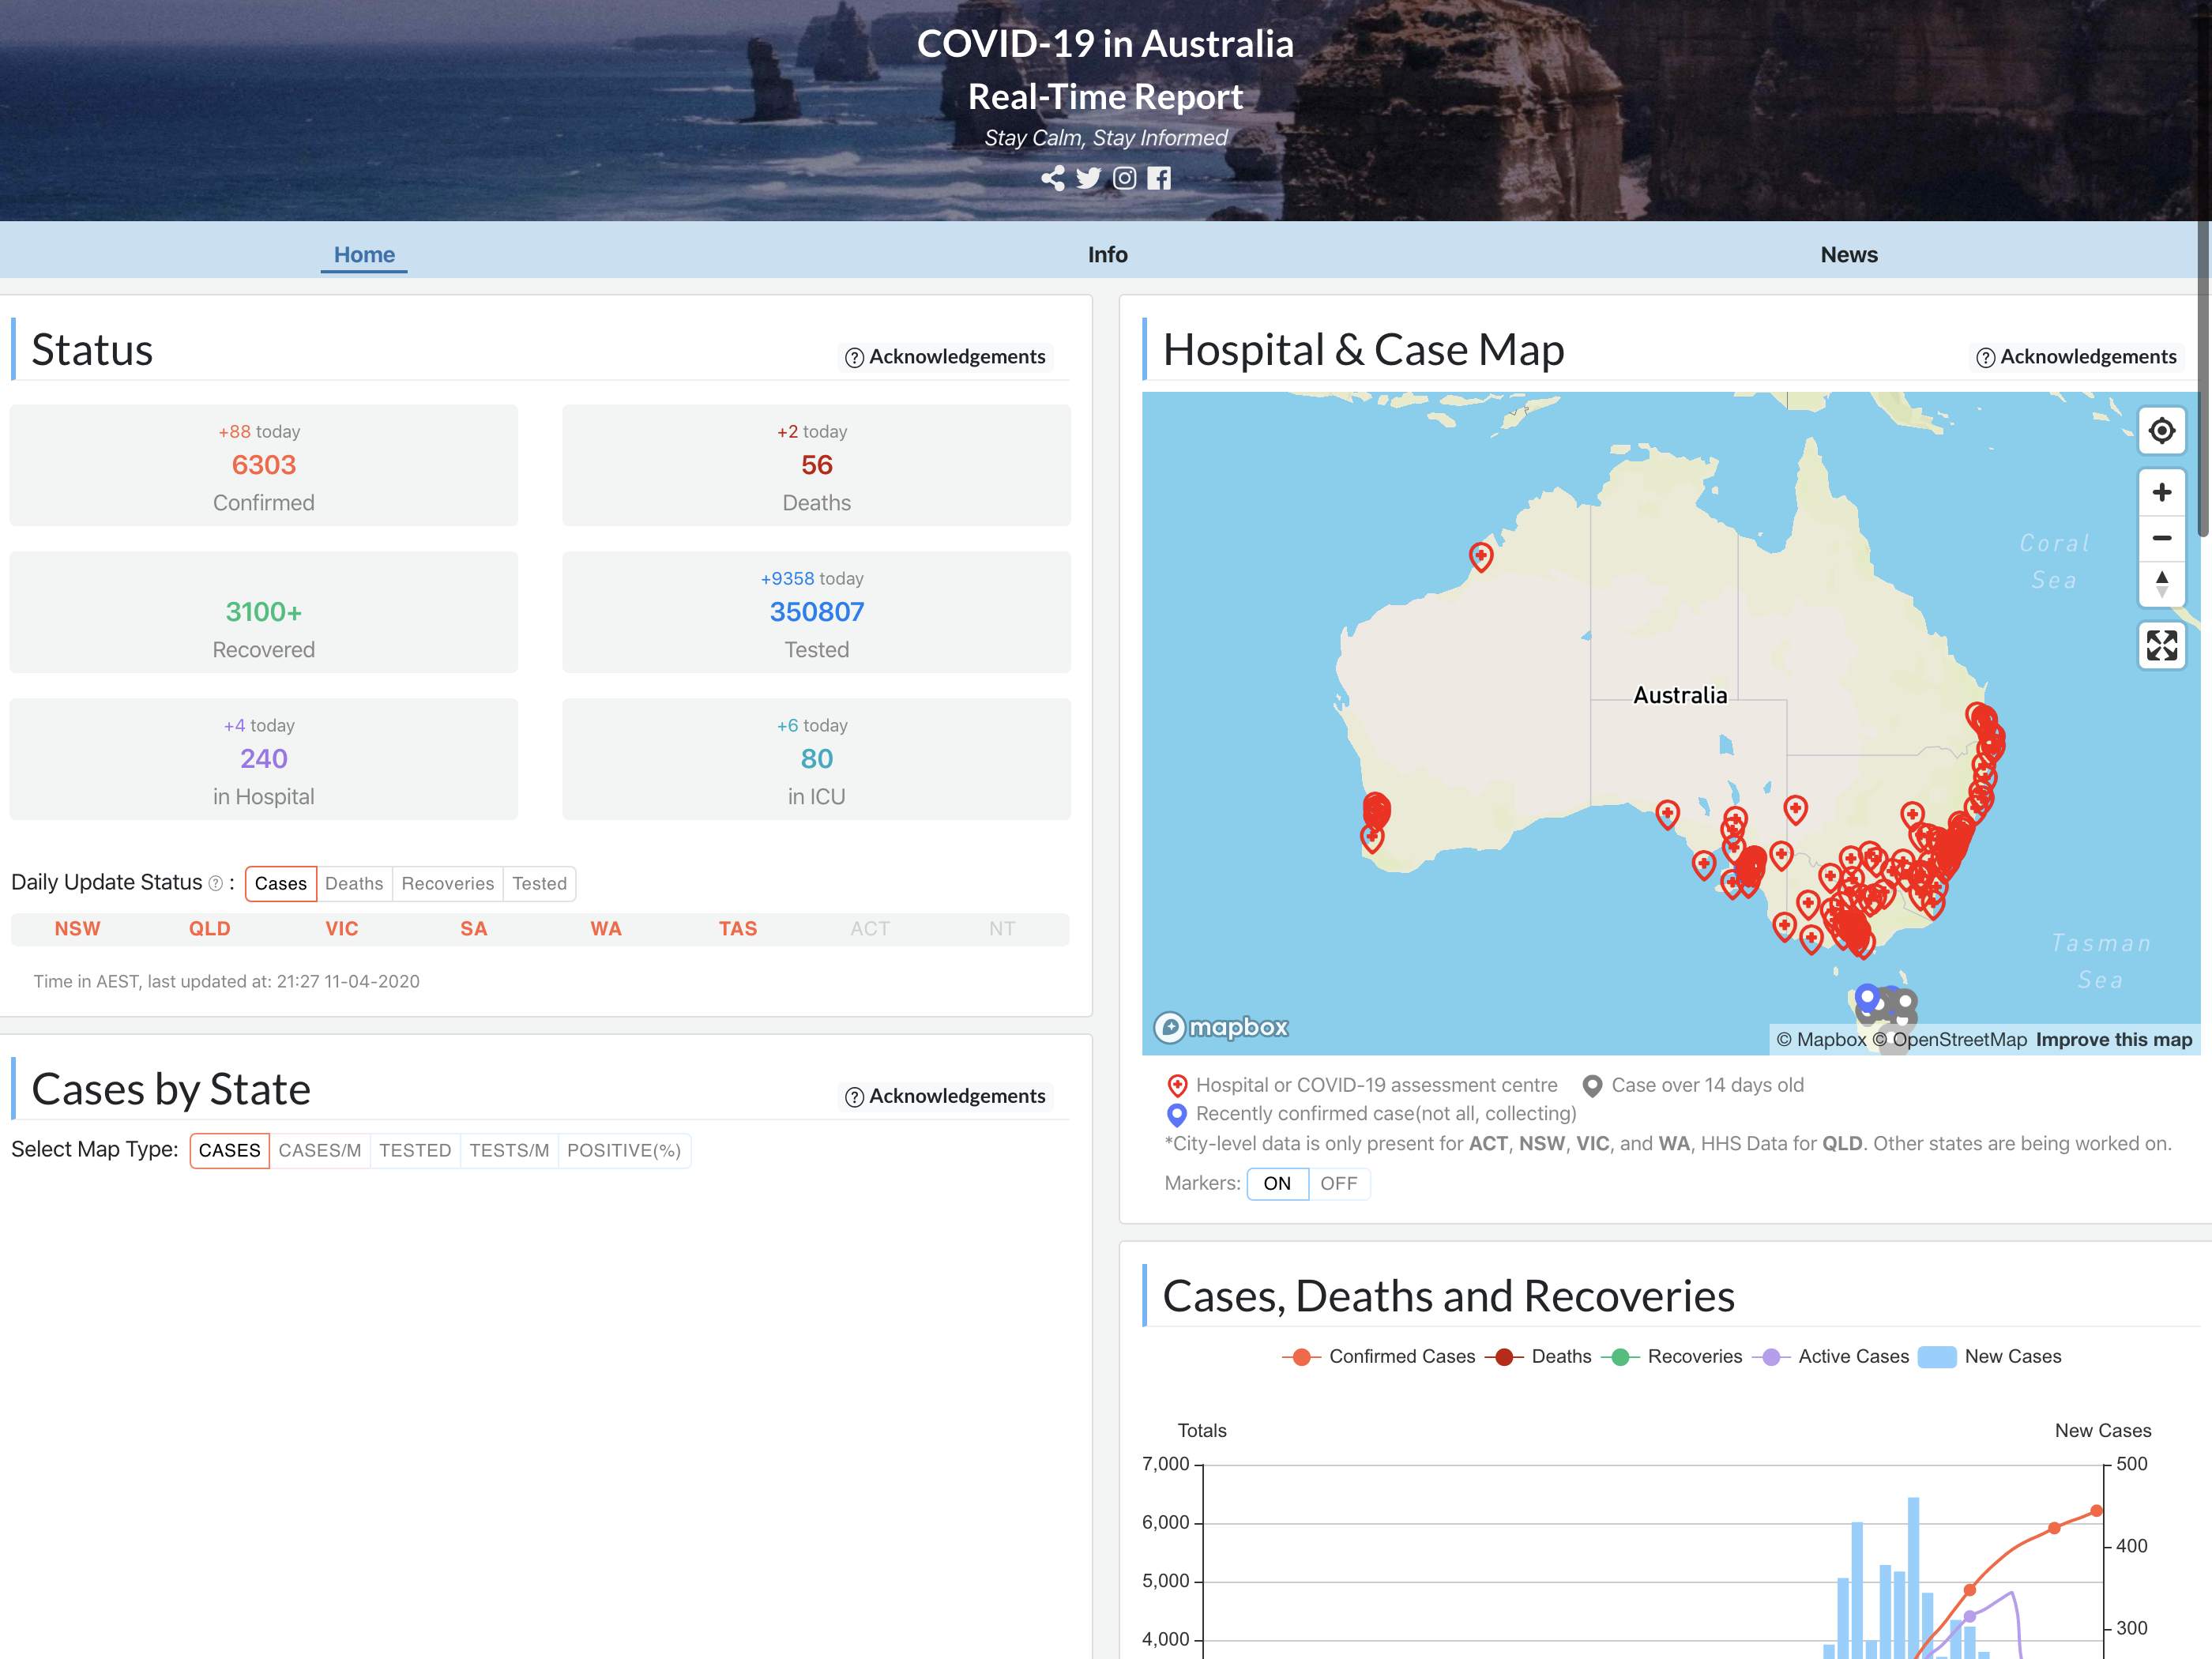 COVID-19 in Australia
Real-Time Report
Stay Calm, Stay Informed
Home Info News
Status
Acknowledgements
+88 today
6303
Confirmed
+2 today
56
Deaths
3100+
Recovered
+9358 today
350807
Tested
+4 today
240
in Hospital
+6 today
80
in ICU
Daily Update Status ? : Cases Deaths Recoveries Tested
NSW QLD VIC SA WA TAS ACT NT
Time in AEST, last updated at: 21:27 11-04-2020
Cases by State
Acknowledgements
Select Map Type: CASES CASES/M TESTED TESTS/M POSITIVE(%)
Hospital & Case Map
Acknowledgements
Coral
Sea
Australia
Tasman
Sea
mapbox
© Mapbox © OpenStreetMap Improve this map
Hospital or COVID-19 assessment centre Case over 14 days old
Recently confirmed case(not all, collecting)
*City-level data is only present for ACT, NSW, VIC, and WA, HHS Data for QLD. Other states are being worked on.
Markers: ON OFF
Cases, Deaths and Recoveries
Confirmed Cases Deaths Recoveries Active Cases New Cases
Totals New Cases
7,000 500
6,000
400
5,000
300
4,000